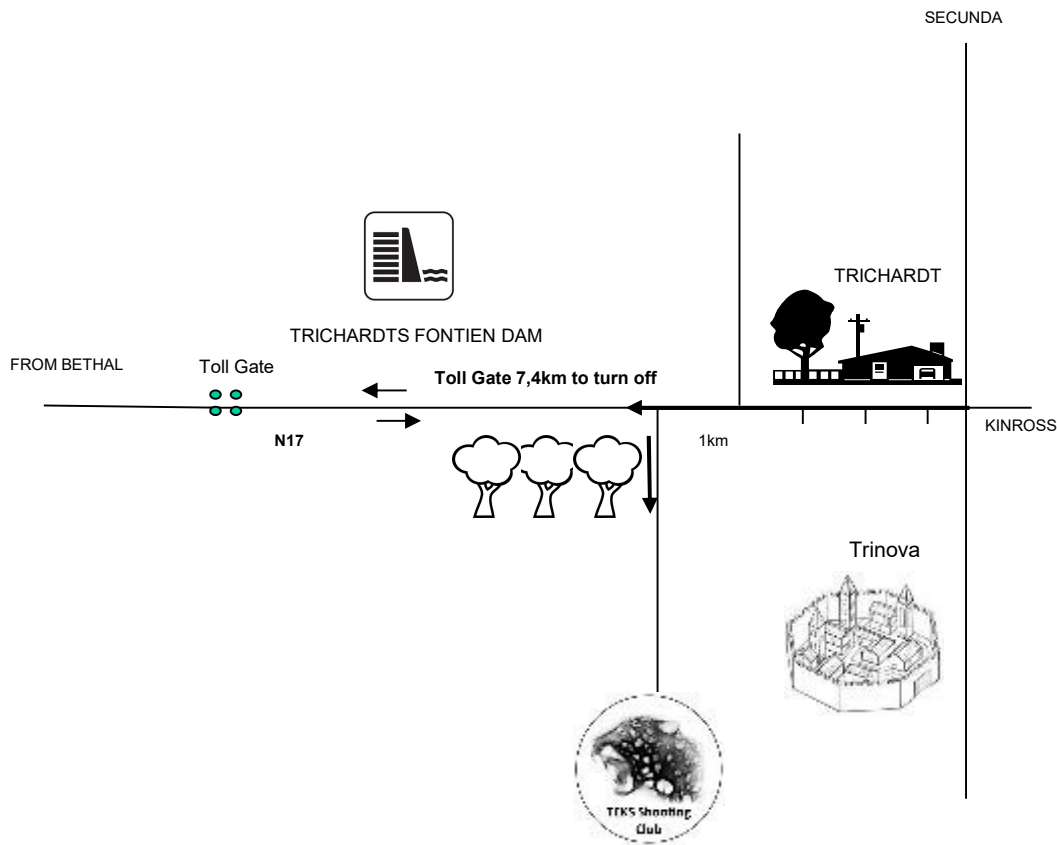 SECUNDA
TRICHARDT
TRICHARDTS FONTIEN DAM
FROM BETHAL
Toll Gate
Toll Gate 7,4km to turn off
KINROSS
N17
1km
Trinova
Shooting
Club